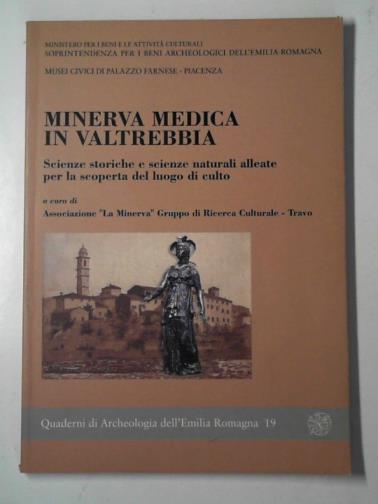 MINISTERO PER I BENI E LE ATTIVITÀ CULTURALI
SOPRINTENDENZA PER I BENI ARCHEOLOGICI DELL'EMILIA-ROMAGNA
MUSEI CIVICI DI PALAZZO FARNESE - PIACENZA
MINERVA MEDICA
IN VALTREBBIA
Scienze storiche e scienze naturali alleate
per la scoperta del luogo di culto
a cura di
Associazione "La Minerva" Gruppo di Ricerca Culturale - Travo
Quaderni di Archeologia dell'Emilia Romagna 19